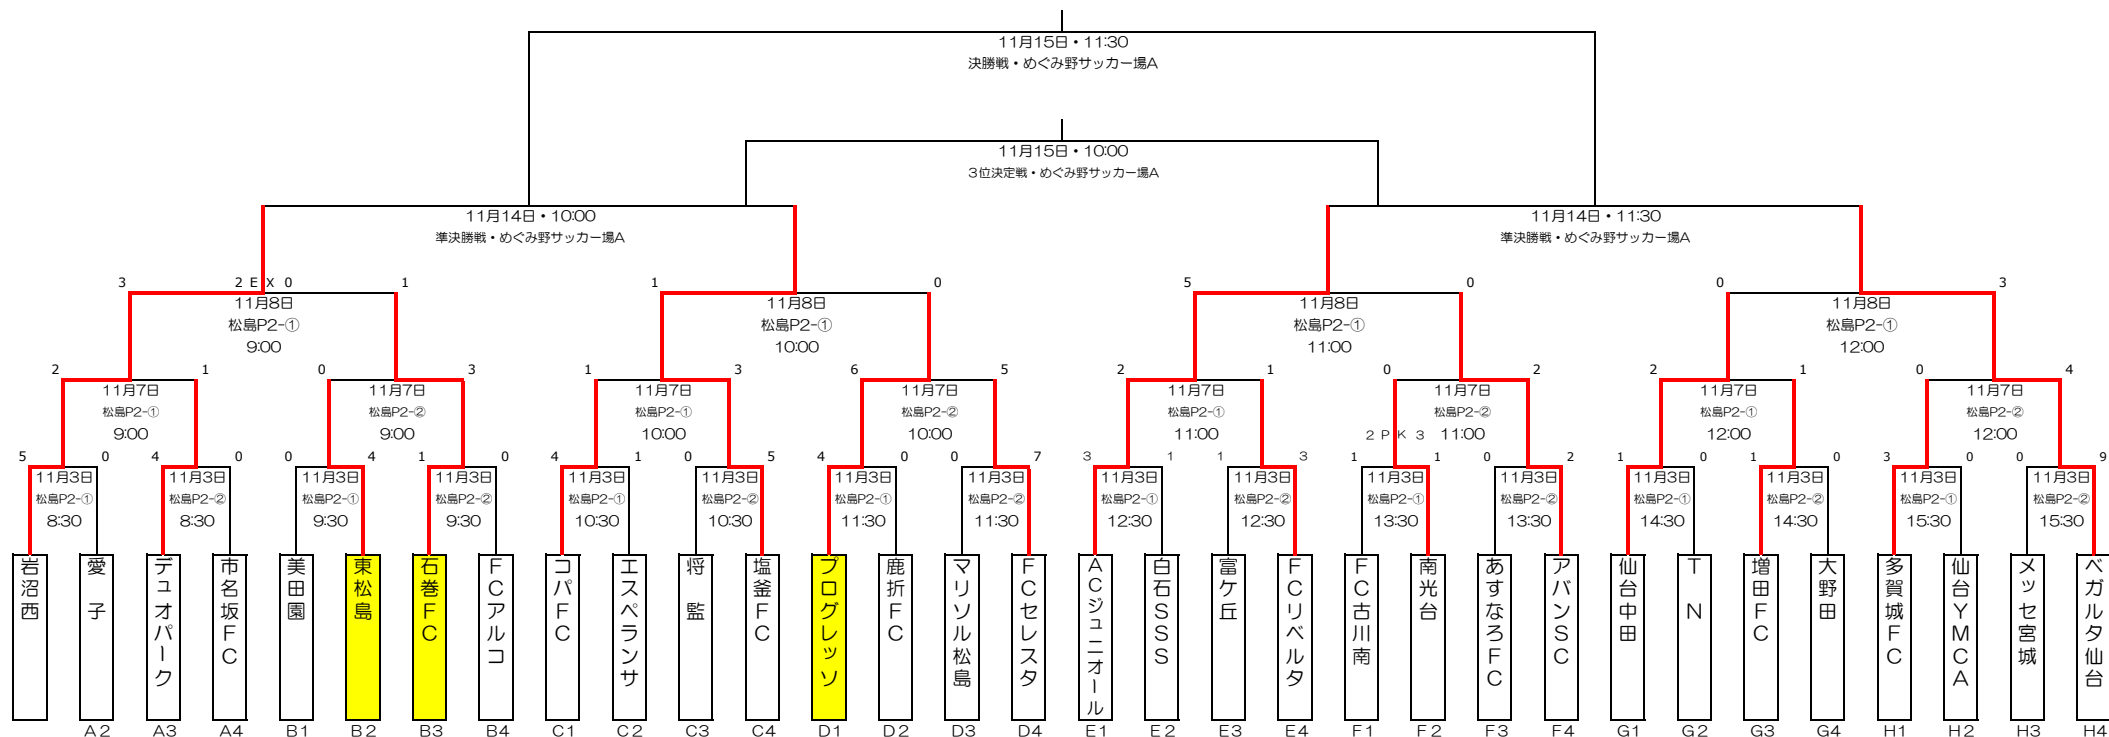 11月15日・11:30
決勝戦・めぐみ野サッカー場A
11月15日・10:00
3位決定戦・めぐみ野サッカー場A
11月14日・10:00 11月14日・11:30
準決勝戦・めぐみ野サッカー場A 準決勝戦・めぐみ野サッカー場A
3 2 E X 0 1 1 0 5 0 0 3
11月8日 11月8日 11月8日 11月8日
松島P2-① 松島P2-① 松島P2-① 松島P2-①
9:00 10:00 11:00 12:00
2 1 0 3 1 3 6 5 2 1 0 2 2 1 0 4
11月7日 11月7日 11月7日 11月7日 11月7日 11月7日 11月7日 11月7日
松島P2-① 松島P2-② 松島P2-① 松島P2-② 松島P2-① 松島P2-② 松島P2-① 松島P2-②
9:00 9:00 10:00 10:00 11:00 11:00 12:00 12:00
2 P K 3
5 0 4 0 0 4 1 0 4 1 0 5 4 0 0 7 3 1 1 3 1 1 0 2 1 0 1 0 3 0 0 9
11月3日 11月3日 11月3日 11月3日 11月3日 11月3日 11月3日 11月3日 11月3日 11月3日 11月3日 11月3日 11月3日 11月3日 11月3日 11月3日
松島P2-① 松島P2-② 松島P2-① 松島P2-② 松島P2-① 松島P2-② 松島P2-① 松島P2-② 松島P2-① 松島P2-② 松島P2-① 松島P2-② 松島P2-① 松島P2-② 松島P2-① 松島P2-②
8:30 8:30 9:30 9:30 10:30 10:30 11:30 11:30 12:30 12:30 13:30 13:30 14:30 14:30 15:30 15:30
岩沼西
愛子
デュオパーク
市名坂FC
美田園
東松島
石巻FC
FCアルコ
コパFC
エスペランサ
将監
塩釜FC
プログレッソ
鹿折FC
マリソル松島
FCセレスタ
ACジュニオール
白石SSS
富ケ丘
FCリベルタ
FC古川南
南光台
あすなろFC
アバンSC
仙台中田
TN
増田FC
大野田
多賀城FC
仙台YMCA
メッセ宮城
ベガルタ仙台
A2 A3 A4 B1 B2 B3 B4 C1 C2 C3 C4 D1 D2 D3 D4 E1 E2 E3 E4 F1 F2 F3 F4 G1 G2 G3 G4 H1 H2 H3 H4